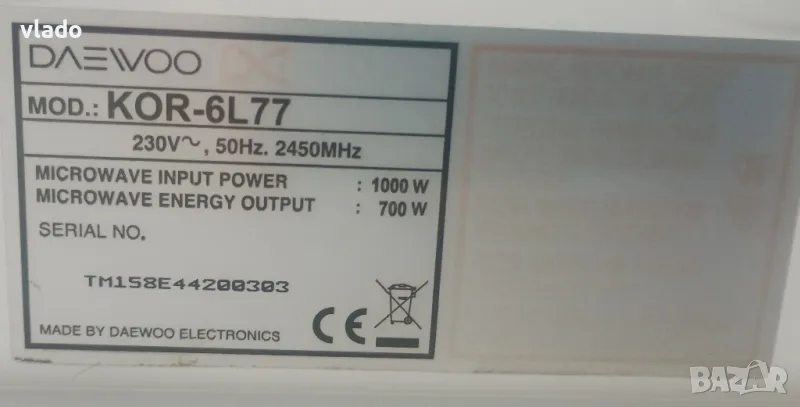 vlado
DAEWOO
MOD.: KOR-6L77
230V~, 50Hz. 2450MHz
MICROWAVE INPUT POWER : 1000 W
MICROWAVE ENERGY OUTPUT : 700 W
SERIAL NO.
TM158E44200303
MADE BY DAEWOO ELECTRONICS
CE
BAZAR